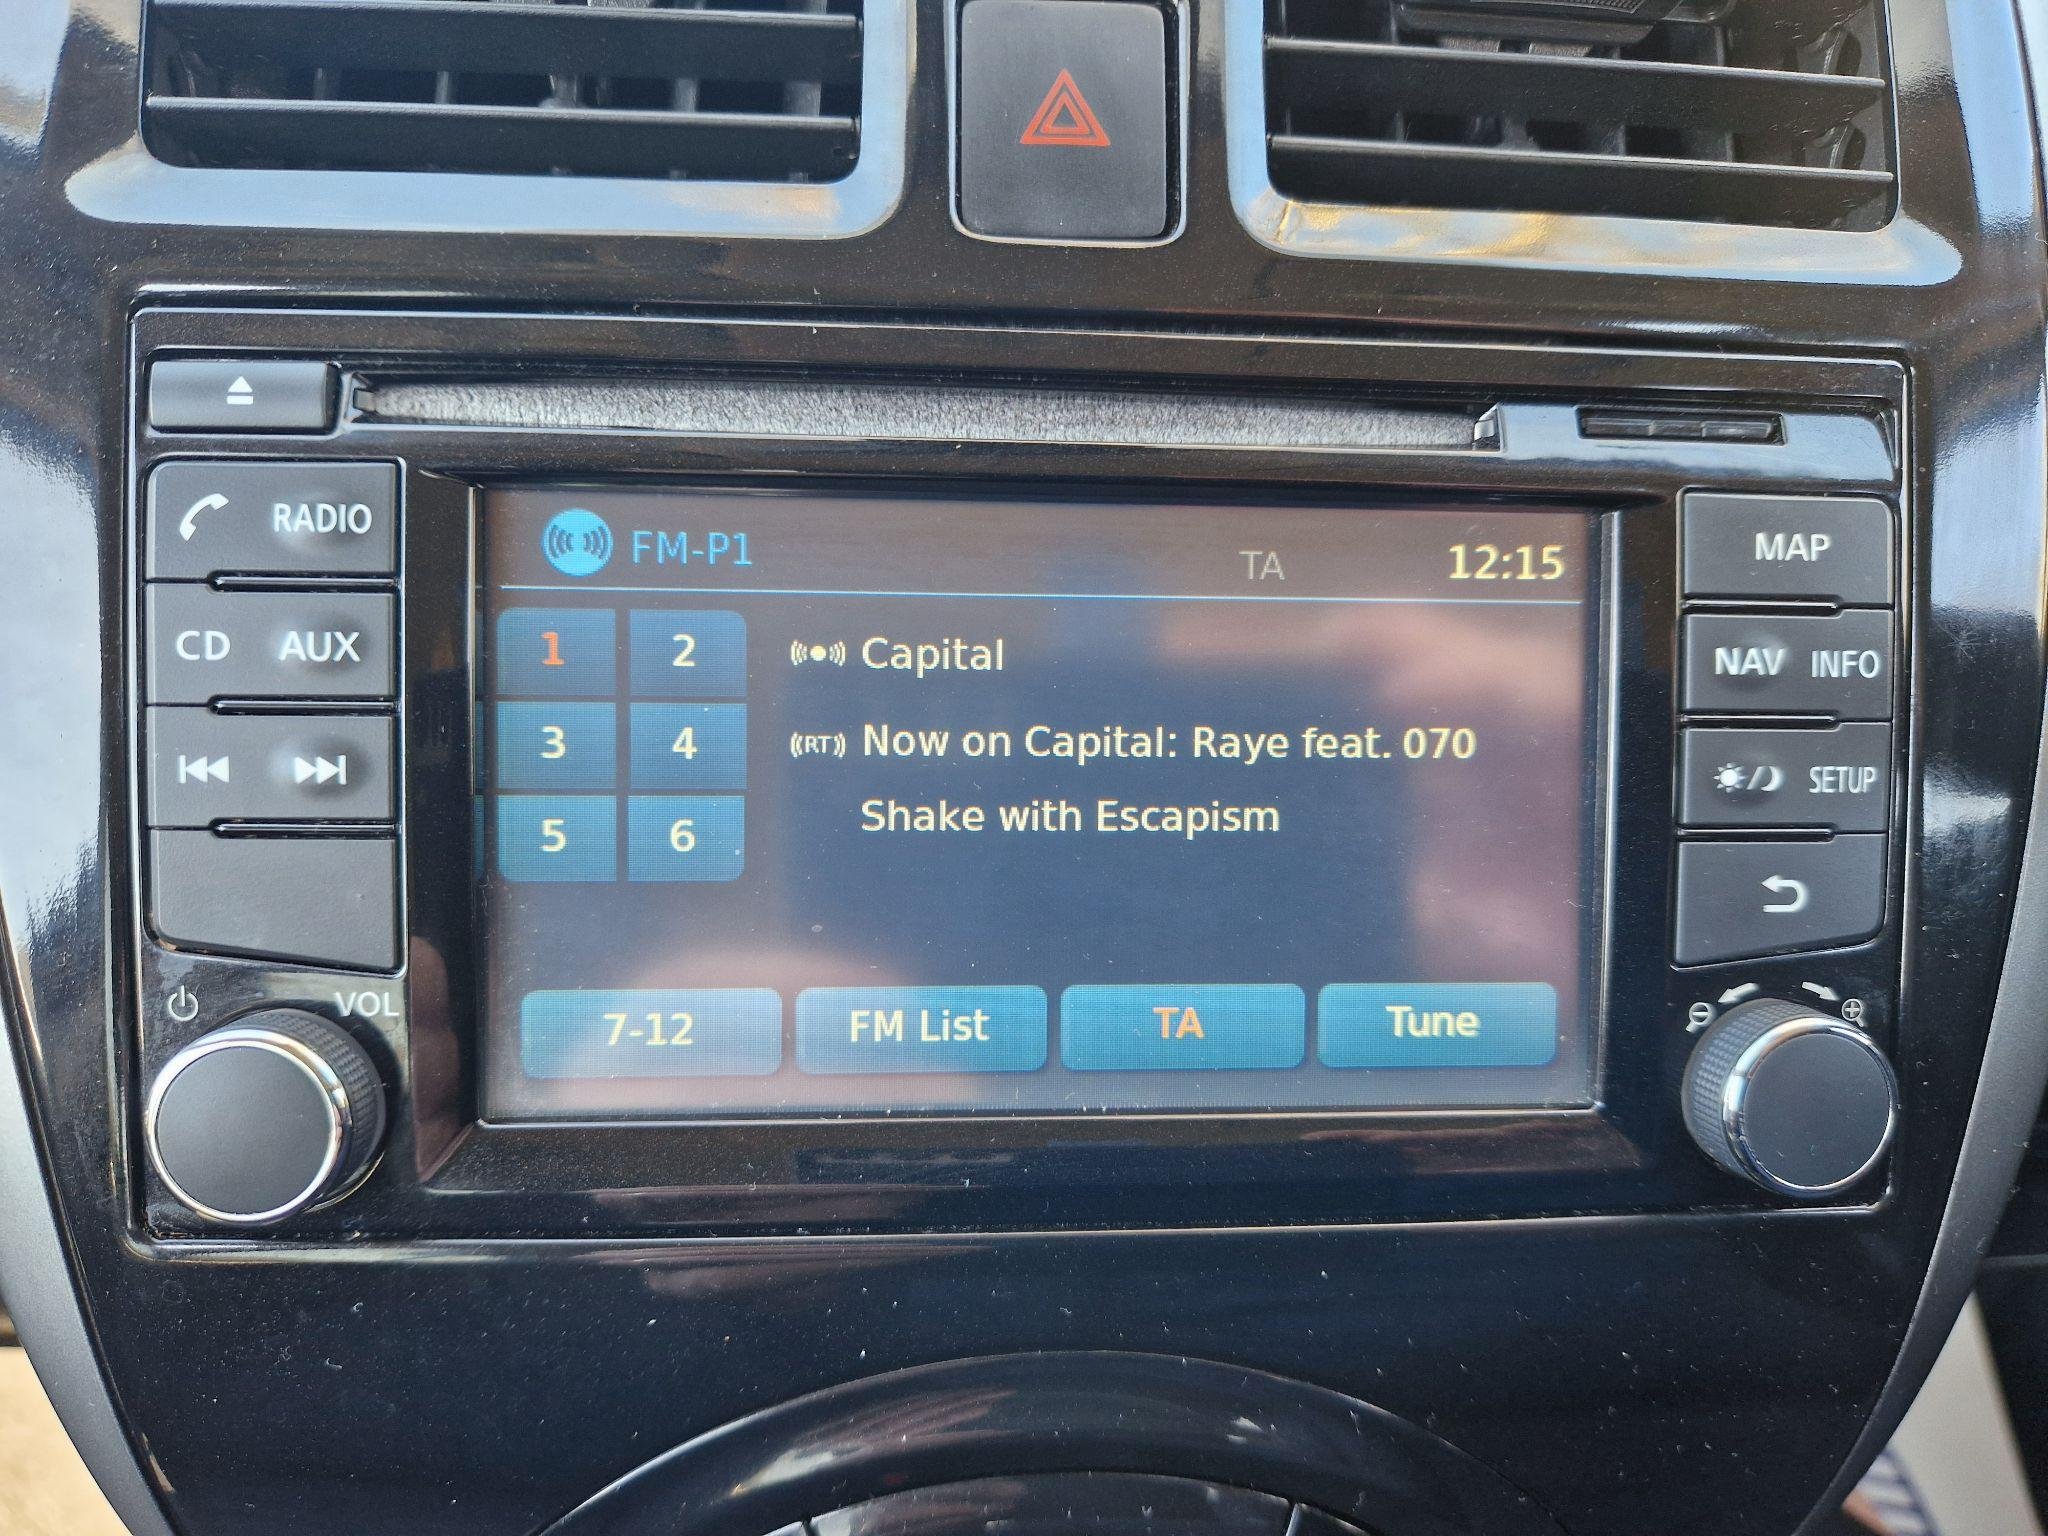 RADIO
CD AUX
VOL
FM-P1 TA 12:15
1 2
3 4
5 6
Capital
RT Now on Capital: Raye feat. 070
Shake with Escapism
7-12 FM List TA Tune
MAP
NAV INFO
SETUP